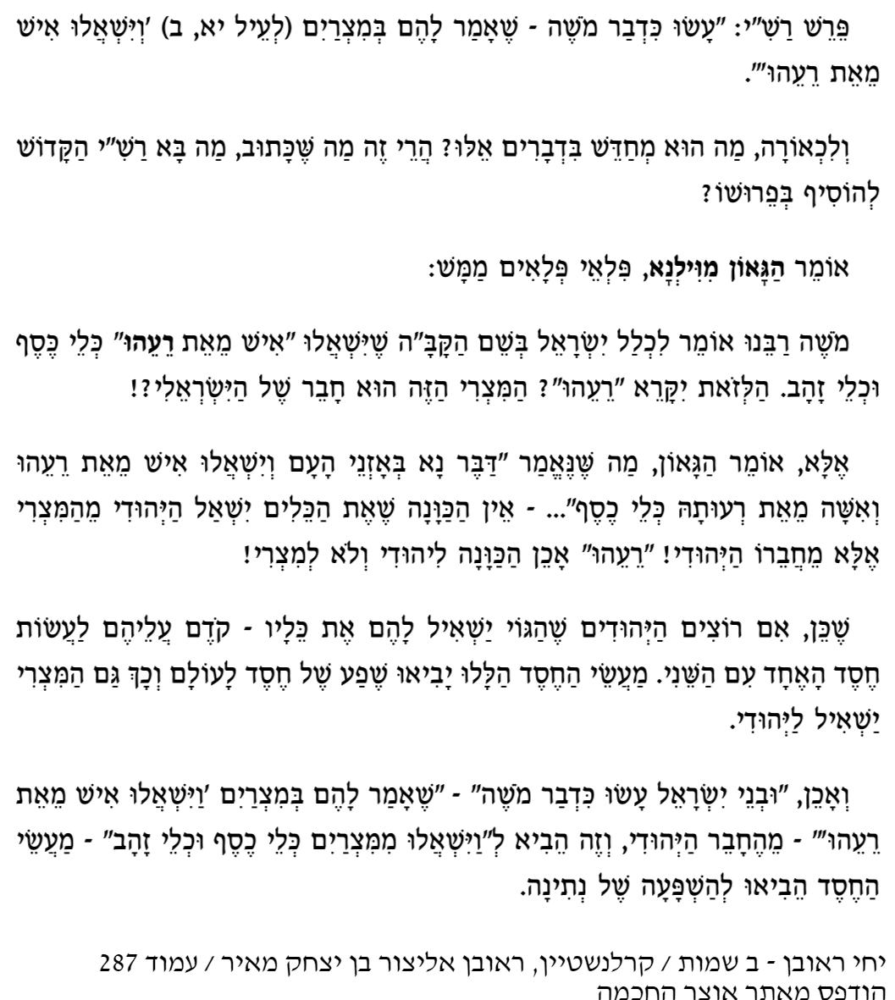 פֵּרֵשׁ רַשִׁ"י: "עָשׂוּ כִּדְבַר מֹשֶׁה - שֶׁאָמַר לָהֶם בְּמִצְרַיִם (לְעֵיל יא, ב) 'וְיִשְׁאֲלוּ אִישׁ
מֵאֵת רֵעֵהוּ'".
וְלִכְאוֹרָה, מַה הוּא מְחַדֵּשׁ בִּדְבָרִים אֵלּוּ? הֲרֵי זֶה מַה שֶּׁכָּתוּב, מַה בָּא רַשִׁ"י הַקָּדוֹשׁ
לְהוֹסִיף בְּפֵרוּשׁוֹ?
אוֹמֵר הַגָּאוֹן מִוִּילְנָא, פִּלְאֵי פְּלָאִים מַמָּשׁ:
מֹשֶׁה רַבֵּנוּ אוֹמֵר לִכְלַל יִשְׂרָאֵל בְּשֵׁם הַקָּבָּ"ה שֶׁיִּשְׁאֲלוּ "אִישׁ מֵאֵת רֵעֵהוּ" כְּלֵי כֶּסֶף
וּכְלֵי זָהָב. הַלְּזֹאת יִקָּרֵא "רֵעֵהוּ"? הַמִּצְרִי הַזֶּה הוּא חָבֵר שֶׁל הַיִּשְׂרְאֵלִי?!
אֶלָּא, אוֹמֵר הַגָּאוֹן, מַה שֶּׁנֶּאֱמַר "דַּבֶּר נָא בְּאָזְנֵי הָעָם וְיִשְׁאֲלוּ אִישׁ מֵאֵת רֵעֵהוּ
וְאִשָּׁה מֵאֵת רְעוּתָהּ כְּלֵי כֶסֶף"... - אֵין הַכַּוָּנָה שֶׁאֶת הַכֵּלִים יִשְׁאַל הַיְּהוּדִי מֵהַמִּצְרִי
אֶלָּא מֵחֲבֵרוֹ הַיְּהוּדִי! "רֵעֵהוּ" אָכֵן הַכַּוָּנָה לִיהוּדִי וְלֹא לְמִצְרִי!
שֶׁכֵּן, אִם רוֹצִים הַיְּהוּדִים שֶׁהַגּוֹי יַשְׁאִיל לָהֶם אֶת כֵּלָיו - קֹדֶם עֲלֵיהֶם לַעֲשׂוֹת
חֶסֶד הָאֶחָד עִם הַשֵּׁנִי. מַעֲשֵׂי הַחֶסֶד הַלָּלוּ יָבִיאוּ שֶׁפַע שֶׁל חֶסֶד לָעוֹלָם וְכָךְ גַּם הַמִּצְרִי
יַשְׁאִיל לַיְּהוּדִי.
וְאָכֵן, "וּבְנֵי יִשְׂרָאֵל עָשׂוּ כִּדְבַר מֹשֶׁה" - "שֶׁאָמַר לָהֶם בְּמִצְרַיִם 'וַיִּשְׁאֲלוּ אִישׁ מֵאֵת
רֵעֵהוּ'" - מֵהֶחָבֵר הַיְּהוּדִי, וְזֶה הֵבִיא לְ"וַיִּשְׁאֲלוּ מִמִּצְרַיִם כְּלֵי כֶסֶף וּכְלֵי זָהָב" - מַעֲשֵׂי
הַחֶסֶד הֵבִיאוּ לְהַשְׁפָּעָה שֶׁל נְתִינָה.
יחי ראובן - ב שמות / קרלנשטיין, ראובן אליצור בן יצחק מאיר / עמוד 287
הודפס מאתר אוצר החכמה